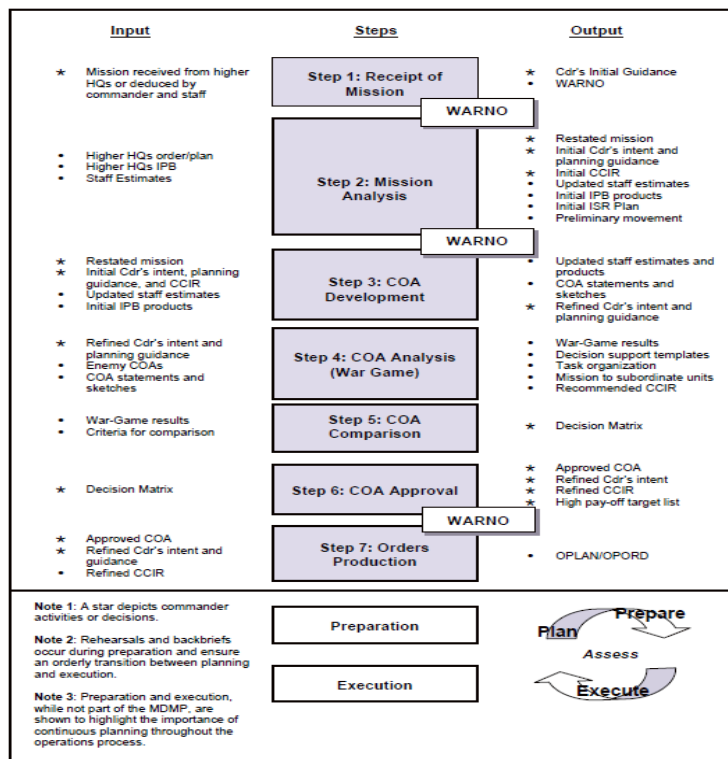 Input Steps Output
★ Mission received from higher
HQs or deduced by
commander and staff
Step 1: Receipt of
Mission
★ Cdr's Initial Guidance
• WARNO
WARNO
• Higher HQs order/plan
• Higher HQs IPB
• Staff Estimates
Step 2: Mission
Analysis
★ Restated mission
★ Initial Cdr's intent and
planning guidance
★ Initial CCIR
• Updated staff estimates
• Initial IPB products
• Initial ISR Plan
• Preliminary movement
WARNO
★ Restated mission
★ Initial Cdr's intent, planning
guidance, and CCIR
• Updated staff estimates
• Initial IPB products
Step 3: COA
Development
• Updated staff estimates and
products
• COA statements and
sketches
★ Refined Cdr's intent and
planning guidance
★ Refined Cdr's intent and
planning guidance
• Enemy COAs
• COA statements and
sketches
Step 4: COA Analysis
(War Game)
• War-Game results
• Decision support templates
• Task organization
• Mission to subordinate units
• Recommended CCIR
• War-Game results
• Criteria for comparison
Step 5: COA
Comparison
★ Decision Matrix
★ Decision Matrix
Step 6: COA Approval
★ Approved COA
★ Refined Cdr's intent
★ Refined CCIR
★ High pay-off target list
WARNO
★ Approved COA
★ Refined Cdr's intent and
guidance
• Refined CCIR
Step 7: Orders
Production
• OPLAN/OPORD
Note 1: A star depicts commander
activities or decisions.
Note 2: Rehearsals and backbriefs
occur during preparation and ensure
an orderly transition between planning
and execution.
Note 3: Preparation and execution,
while not part of the MDMP, are
shown to highlight the importance of
continuous planning throughout the
operations process.
Preparation
Execution
Plan
Prepare
Assess
Execute